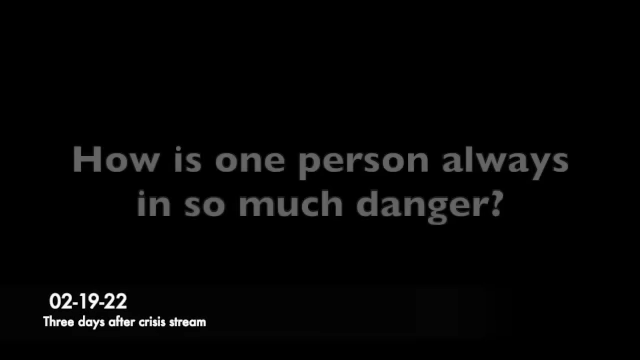 How is one person always
in so much danger?
02-19-22
Three days after crisis stream